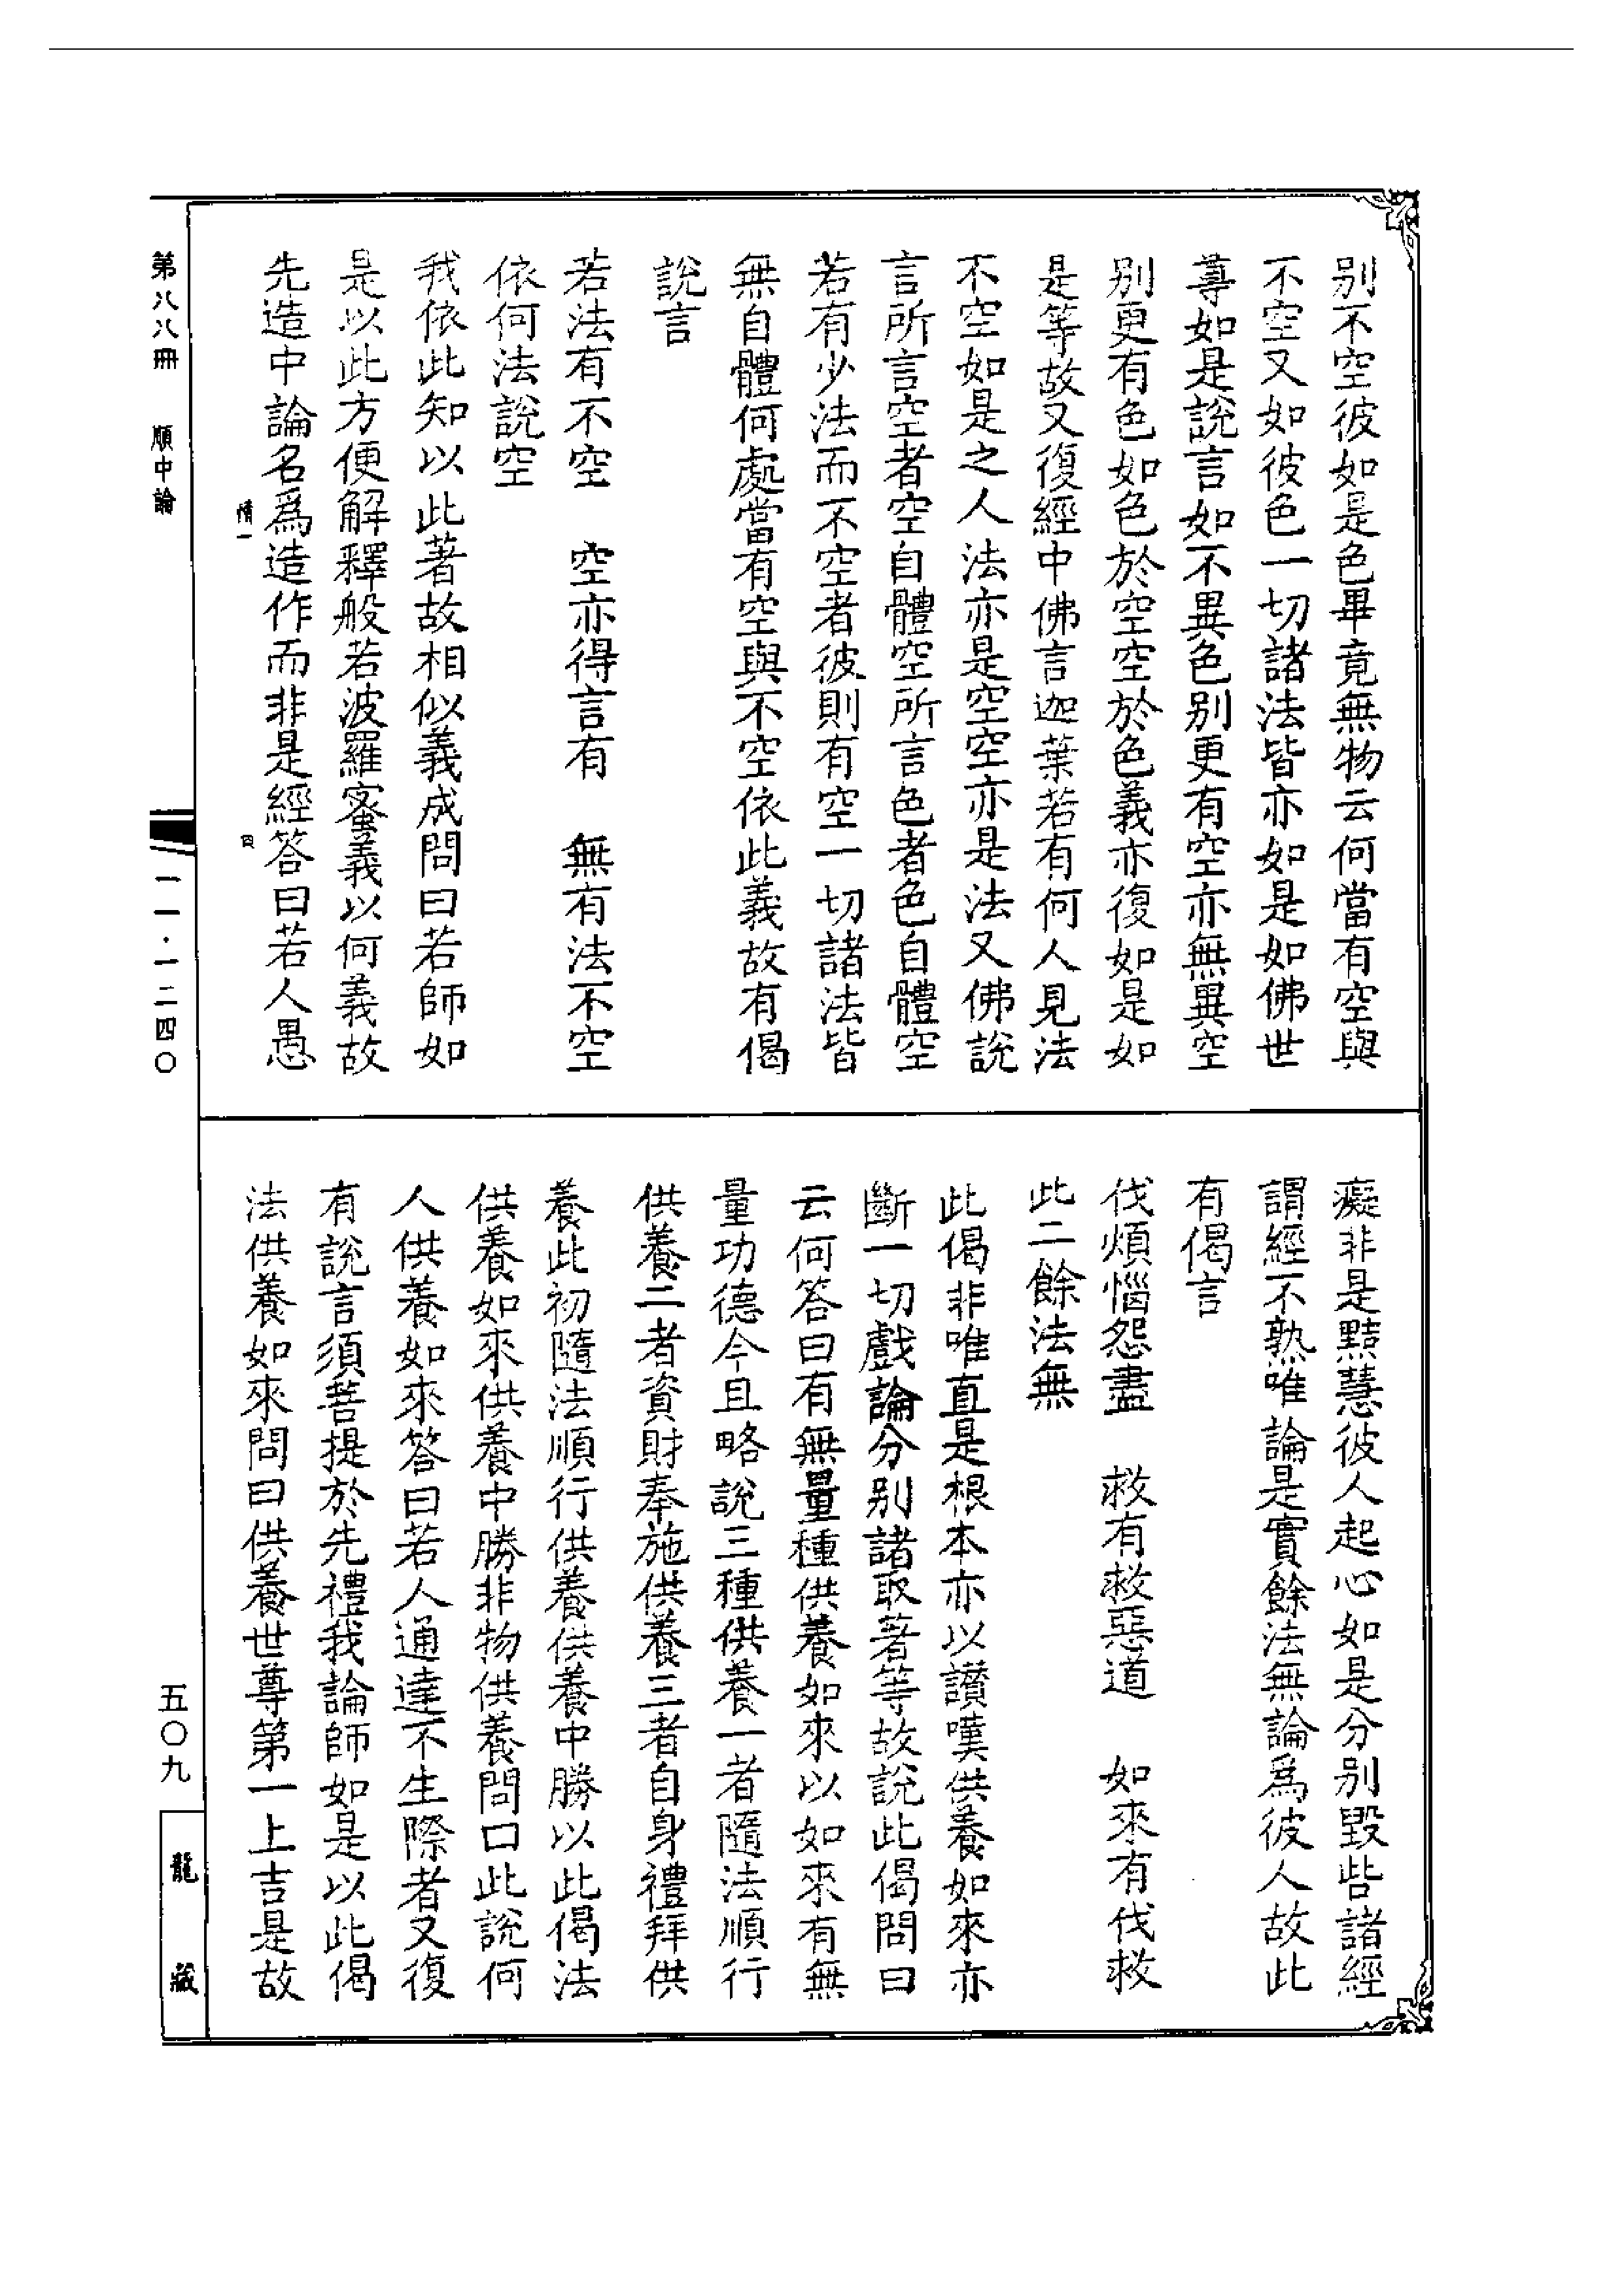 別不空彼如是色畢竟無物云何當有空與
不空又如彼色一切諸法皆亦如是如佛世
尊如是說言如不異色別更有空亦無異空
別更有色如色於空空於色義亦復如是如
是等故又復經中佛言迦葉若有何人見法
不空如是之人法亦是空空亦是法又佛說
言所言空者空自體空所言色者色自體空
若有少法而不空者彼則有空一切諸法皆
無自體何處當有空與不空依此義故有偈
說言
若法有不空　空亦得言有　無有法不空
依何法說空
我依此知以此著故相似義成問曰若師如
是以此方便解釋般若波羅蜜義以何義故
先造中論名為造作而非是經答曰若人愚
癡非是黠慧彼人起心如是分別毀呰諸經
謂經不熟唯論是實餘法無論為彼人故此
有偈言
伐煩惱怨盡　救有救惡道　如來有伐救
此二餘法無
此偈非唯直是根本亦以讚嘆供養如來亦
斷一切戲論分別諸取著等故說此偈問曰
云何答曰有無量種供養如來以如來有無
量功德今且略說三種供養一者隨法順行
供養二者資財奉施供養三者自身禮拜供
養此初隨法順行供養供養中勝以此偈法
供養如來供養中勝非物供養問口此說何
人供養如來答曰若人通達不生際者又復
有說言須菩提於先禮我論師如是以此偈
法供養如來問曰供養世尊第一上吉是故
第八八冊　順中論
情一
四
一一·一二四〇
五〇九
龍藏